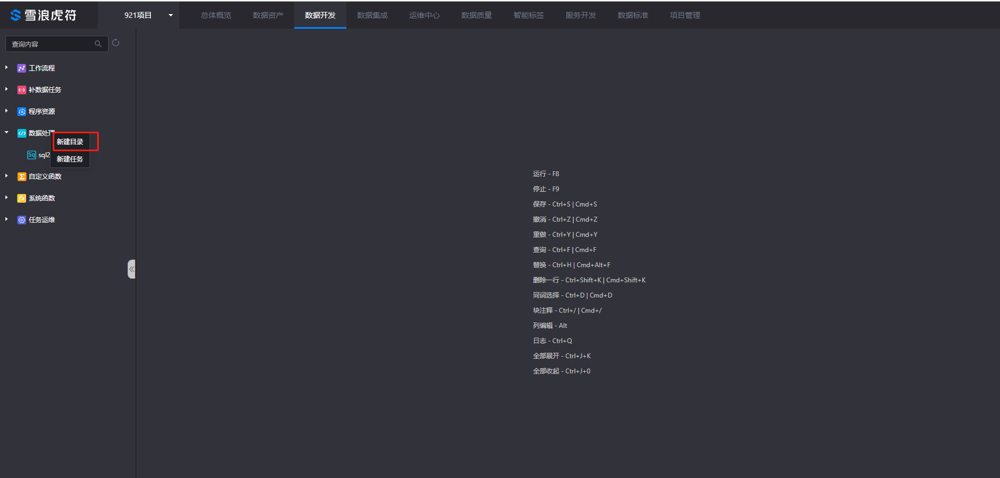 雪浪虎符
921项目
总体概览
数据资产
数据开发
数据集成
运维中心
数据质量
智能标签
服务开发
数据标准
项目管理
查询内容
工作流程
补数据任务
程序资源
数据处理
新建目录
Sq sql2
新建任务
自定义函数
fx 系统函数
任务运维
运行 - F8
停止 - F9
保存 - Ctrl+S | Cmd+S
撤消 - Ctrl+Z | Cmd+Z
重做 - Ctrl+Y | Cmd+Y
查询 - Ctrl+F | Cmd+F
替换 - Ctrl+H | Cmd+Alt+F
删除一行 - Ctrl+Shift+K | Cmd+Shift+K
同词选择 - Ctrl+D | Cmd+D
块注释 - Ctrl+/ | Cmd+/
列编辑 - Alt
日志 - Ctrl+Q
全部展开 - Ctrl+J+K
全部收起 - Ctrl+J+0